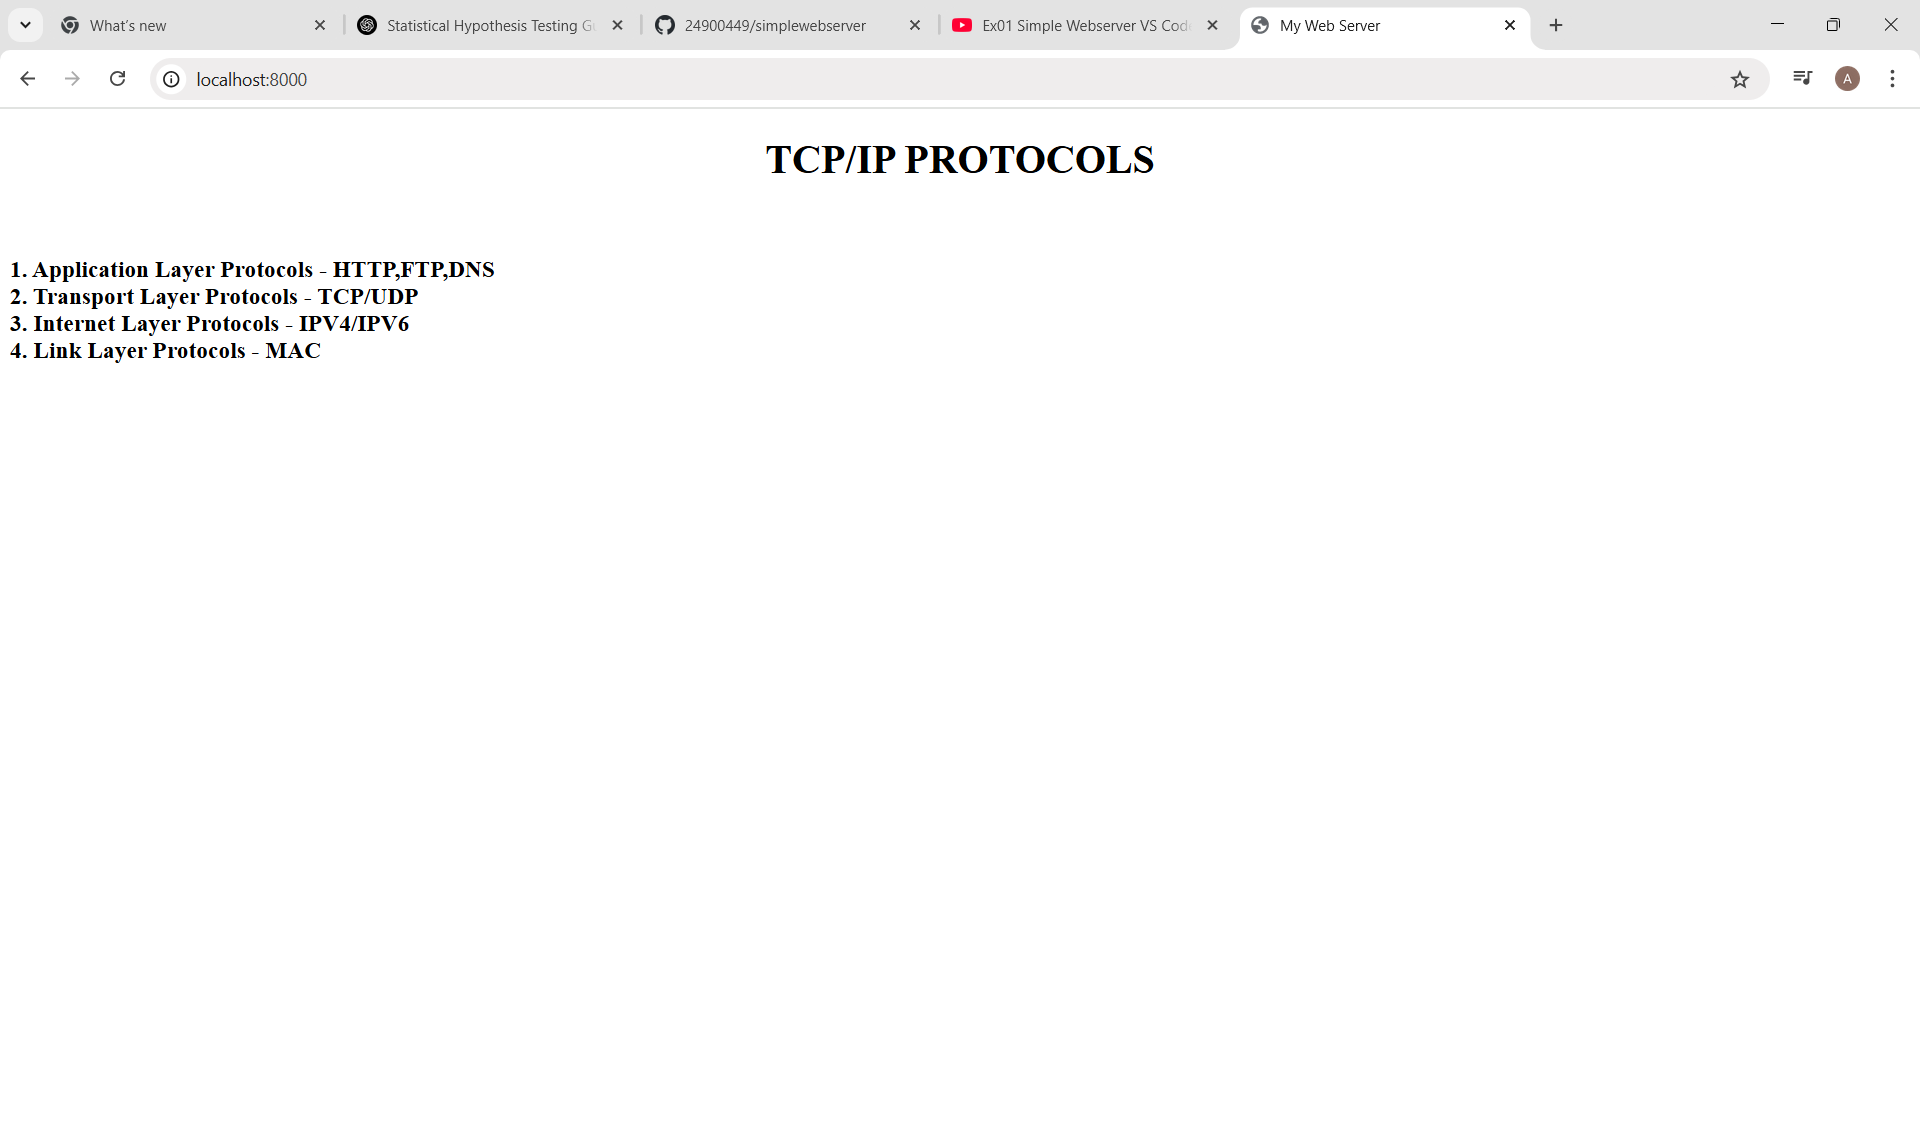 What's new
Statistical Hypothesis Testing G
24900449/simplewebserver
Ex01 Simple Webserver VS Cod
My Web Server
localhost:8000
A
TCP/IP PROTOCOLS
1. Application Layer Protocols - HTTP,FTP,DNS
2. Transport Layer Protocols - TCP/UDP
3. Internet Layer Protocols - IPV4/IPV6
4. Link Layer Protocols - MAC